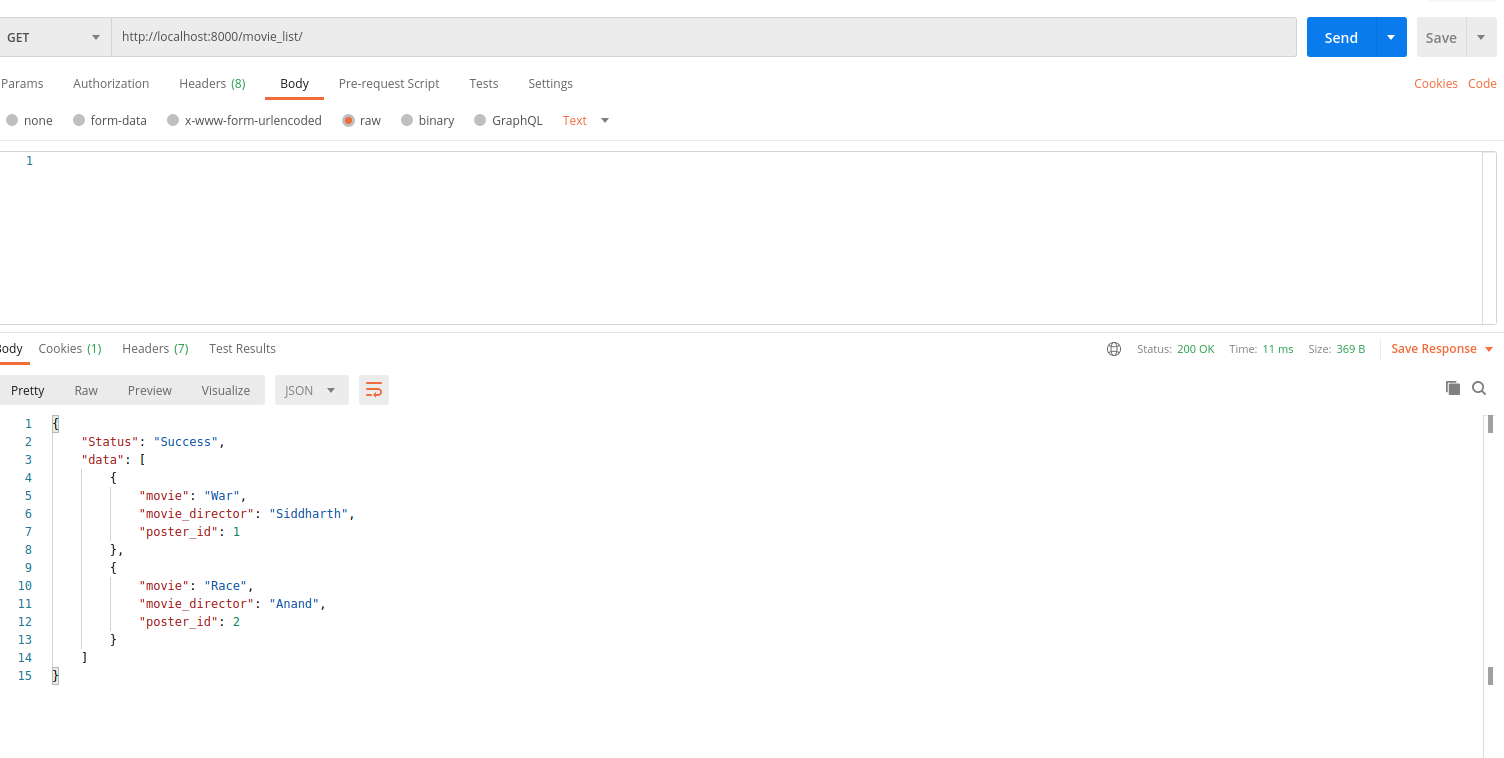 GET http://localhost:8000/movie_list/ Send Save
Params Authorization Headers (8) Body Pre-request Script Tests Settings Cookies Code
none form-data x-www-form-urlencoded raw binary GraphQL Text
1
Body Cookies (1) Headers (7) Test Results Status: 200 OK Time: 11 ms Size: 369 B Save Response
Pretty Raw Preview Visualize JSON
1 {
2 "Status": "Success",
3 "data": [
4 {
5 "movie": "War",
6 "movie_director": "Siddharth",
7 "poster_id": 1
8 },
9 {
10 "movie": "Race",
11 "movie_director": "Anand",
12 "poster_id": 2
13 }
14 ]
15 }